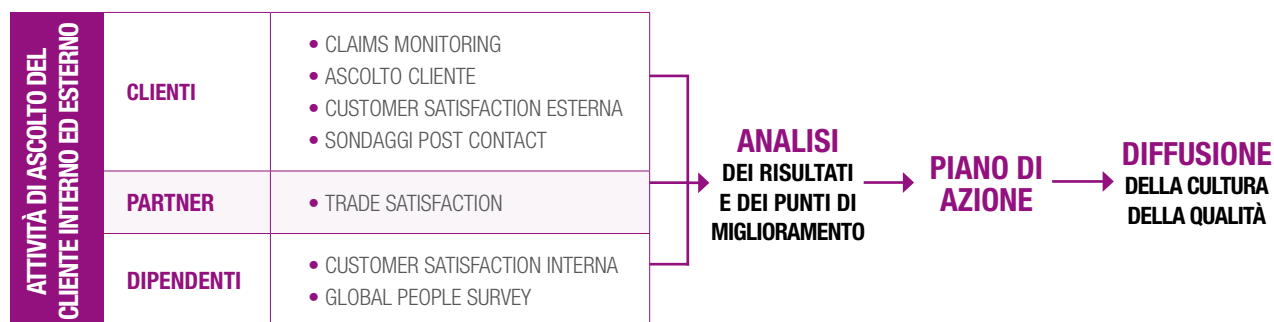 ATTIVITÀ DI ASCOLTO DEL
CLIENTE INTERNO ED ESTERNO
CLIENTI
• CLAIMS MONITORING
• ASCOLTO CLIENTE
• CUSTOMER SATISFACTION ESTERNA
• SONDAGGI POST CONTACT
PARTNER
• TRADE SATISFACTION
DIPENDENTI
• CUSTOMER SATISFACTION INTERNA
• GLOBAL PEOPLE SURVEY
ANALISI
DEI RISULTATI
E DEI PUNTI DI
MIGLIORAMENTO
PIANO DI
AZIONE
DIFFUSIONE
DELLA CULTURA
DELLA QUALITÀ